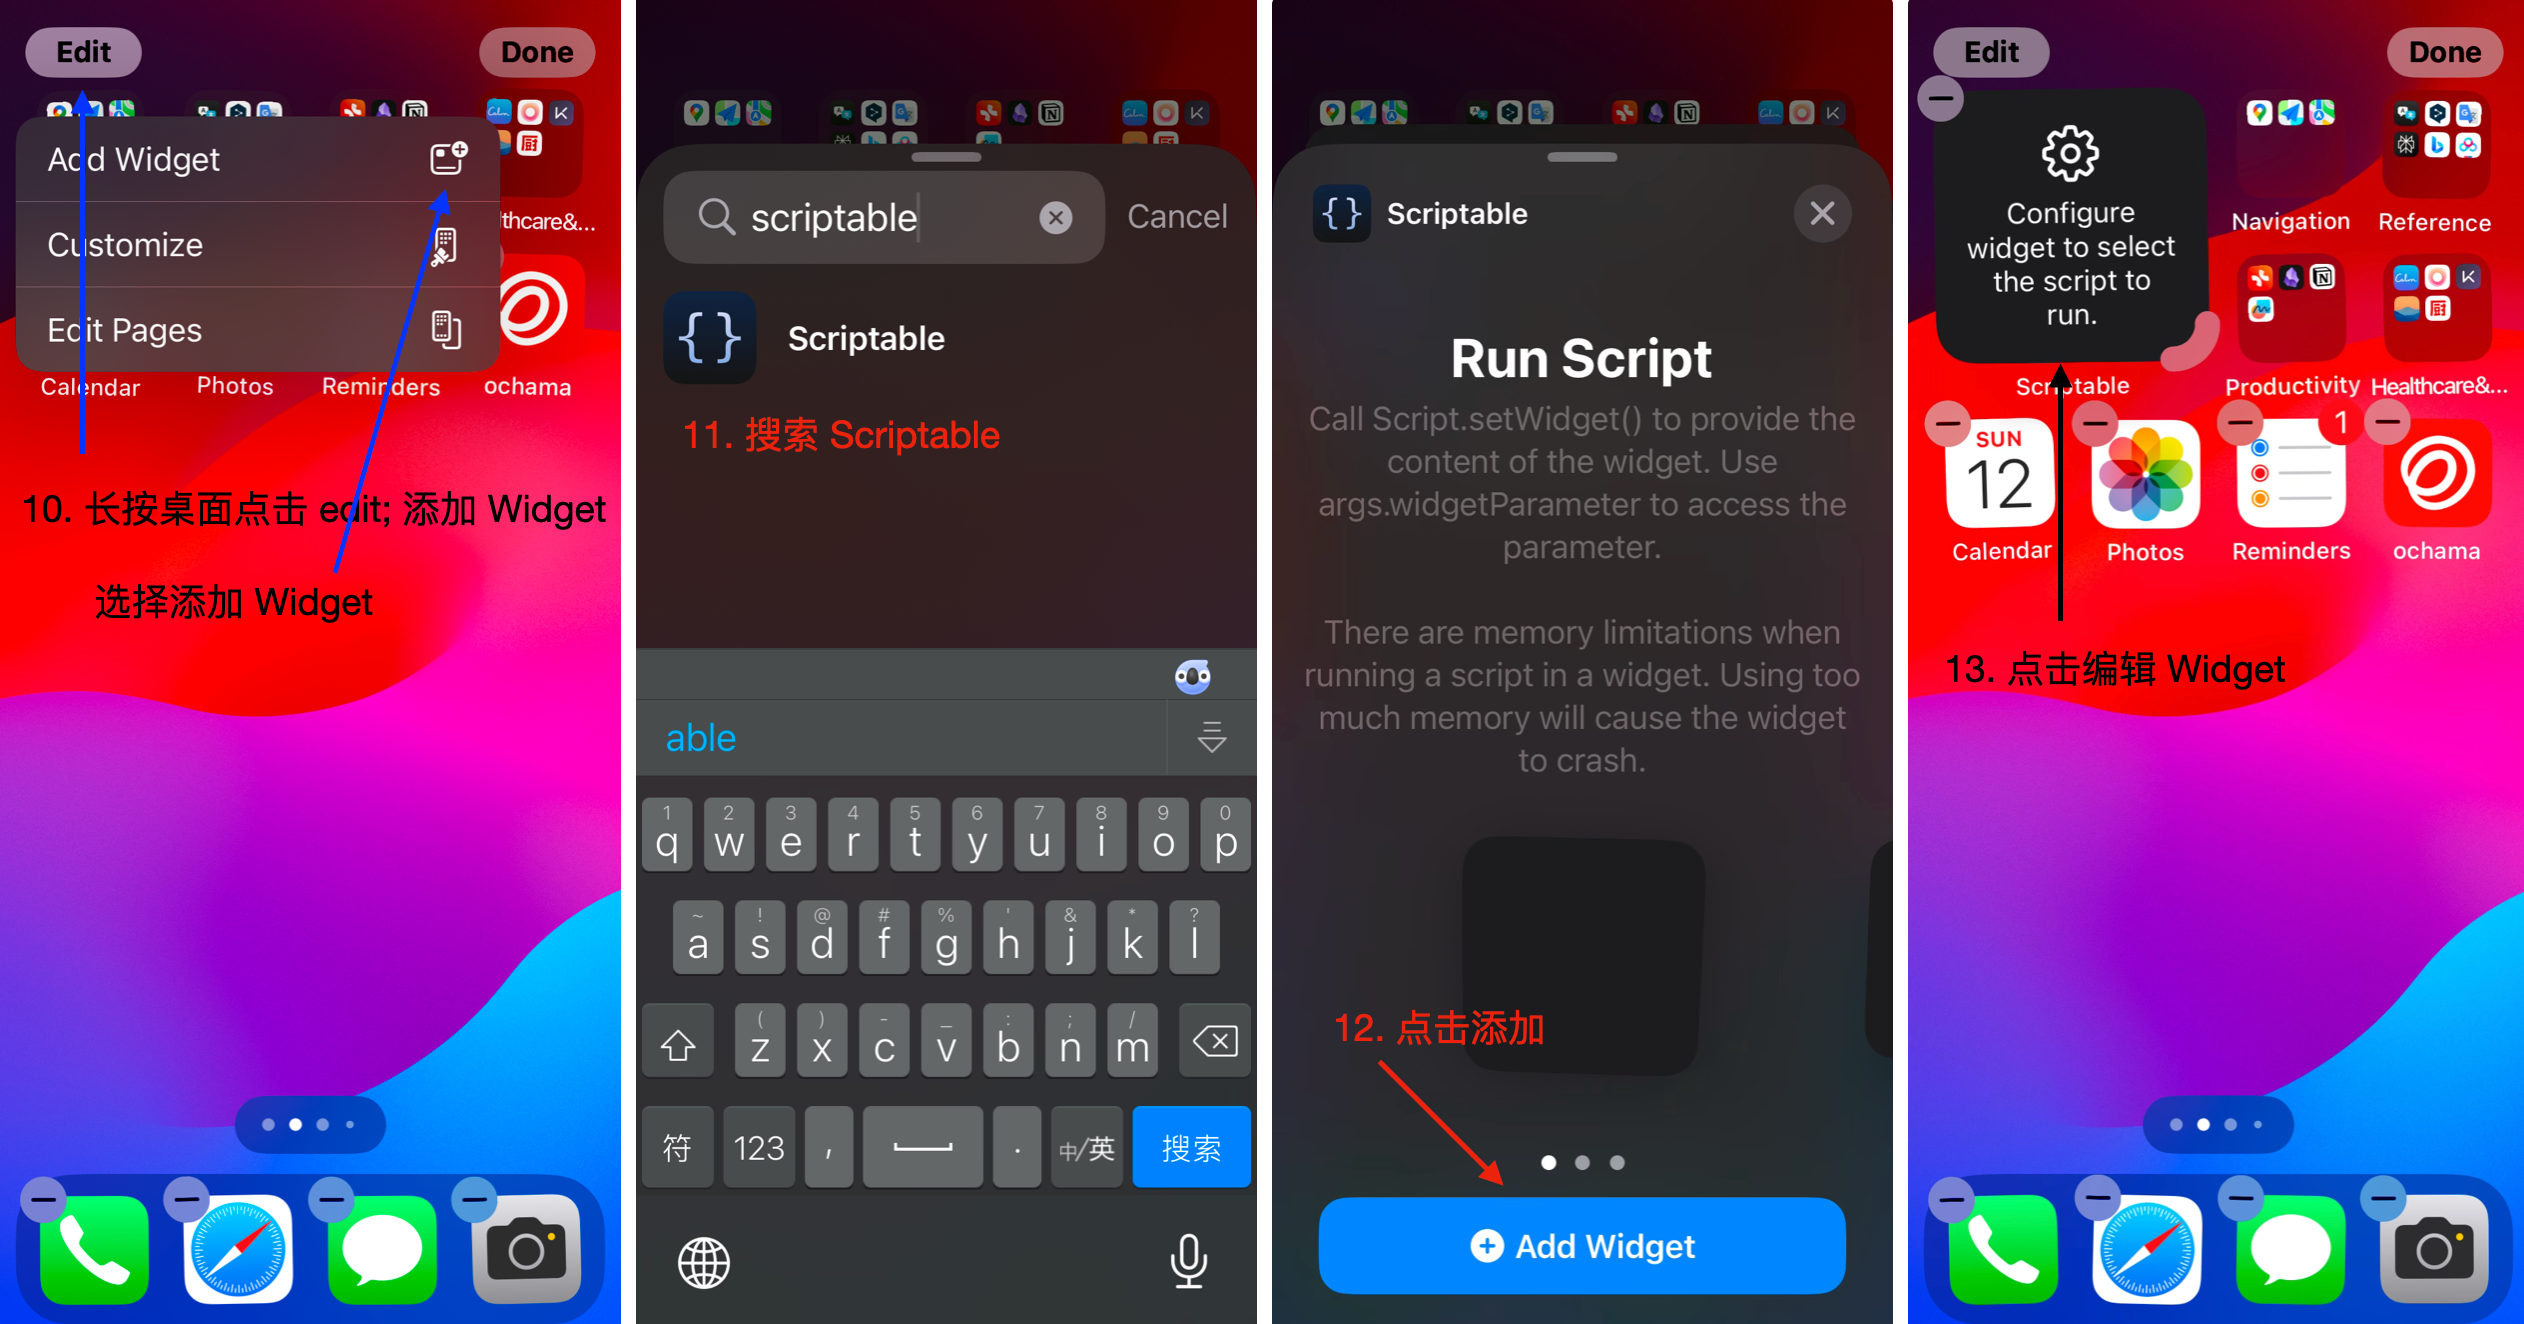 Edit
Done
Add Widget
Customize
Edit Pages
lthcare&...
Calendar
Photos
Reminders
ochama
10. 长按桌面点击 edit; 添加 Widget
选择添加 Widget
scriptable
Cancel
{}
Scriptable
11. 搜索 Scriptable
able
1 2 3 4 5 6 7 8 9 0
q w e r t y u i o p
~ ! @ # % ' & * ?
a s d f g h j k l
( ) - _ : ; /
z x c v b n m
符 123 , . 中/英 搜索
{} Scriptable
Run Script
Call Script.setWidget() to provide the
content of the widget. Use
args.widgetParameter to access the
parameter.
There are memory limitations when
running a script in a widget. Using too
much memory will cause the widget
to crash.
12. 点击添加
Add Widget
Edit
Done
Configure
widget to select
the script to
run.
Scriptable
Navigation
Reference
Productivity
Healthcare&...
SUN
12
1
Calendar
Photos
Reminders
ochama
13. 点击编辑 Widget